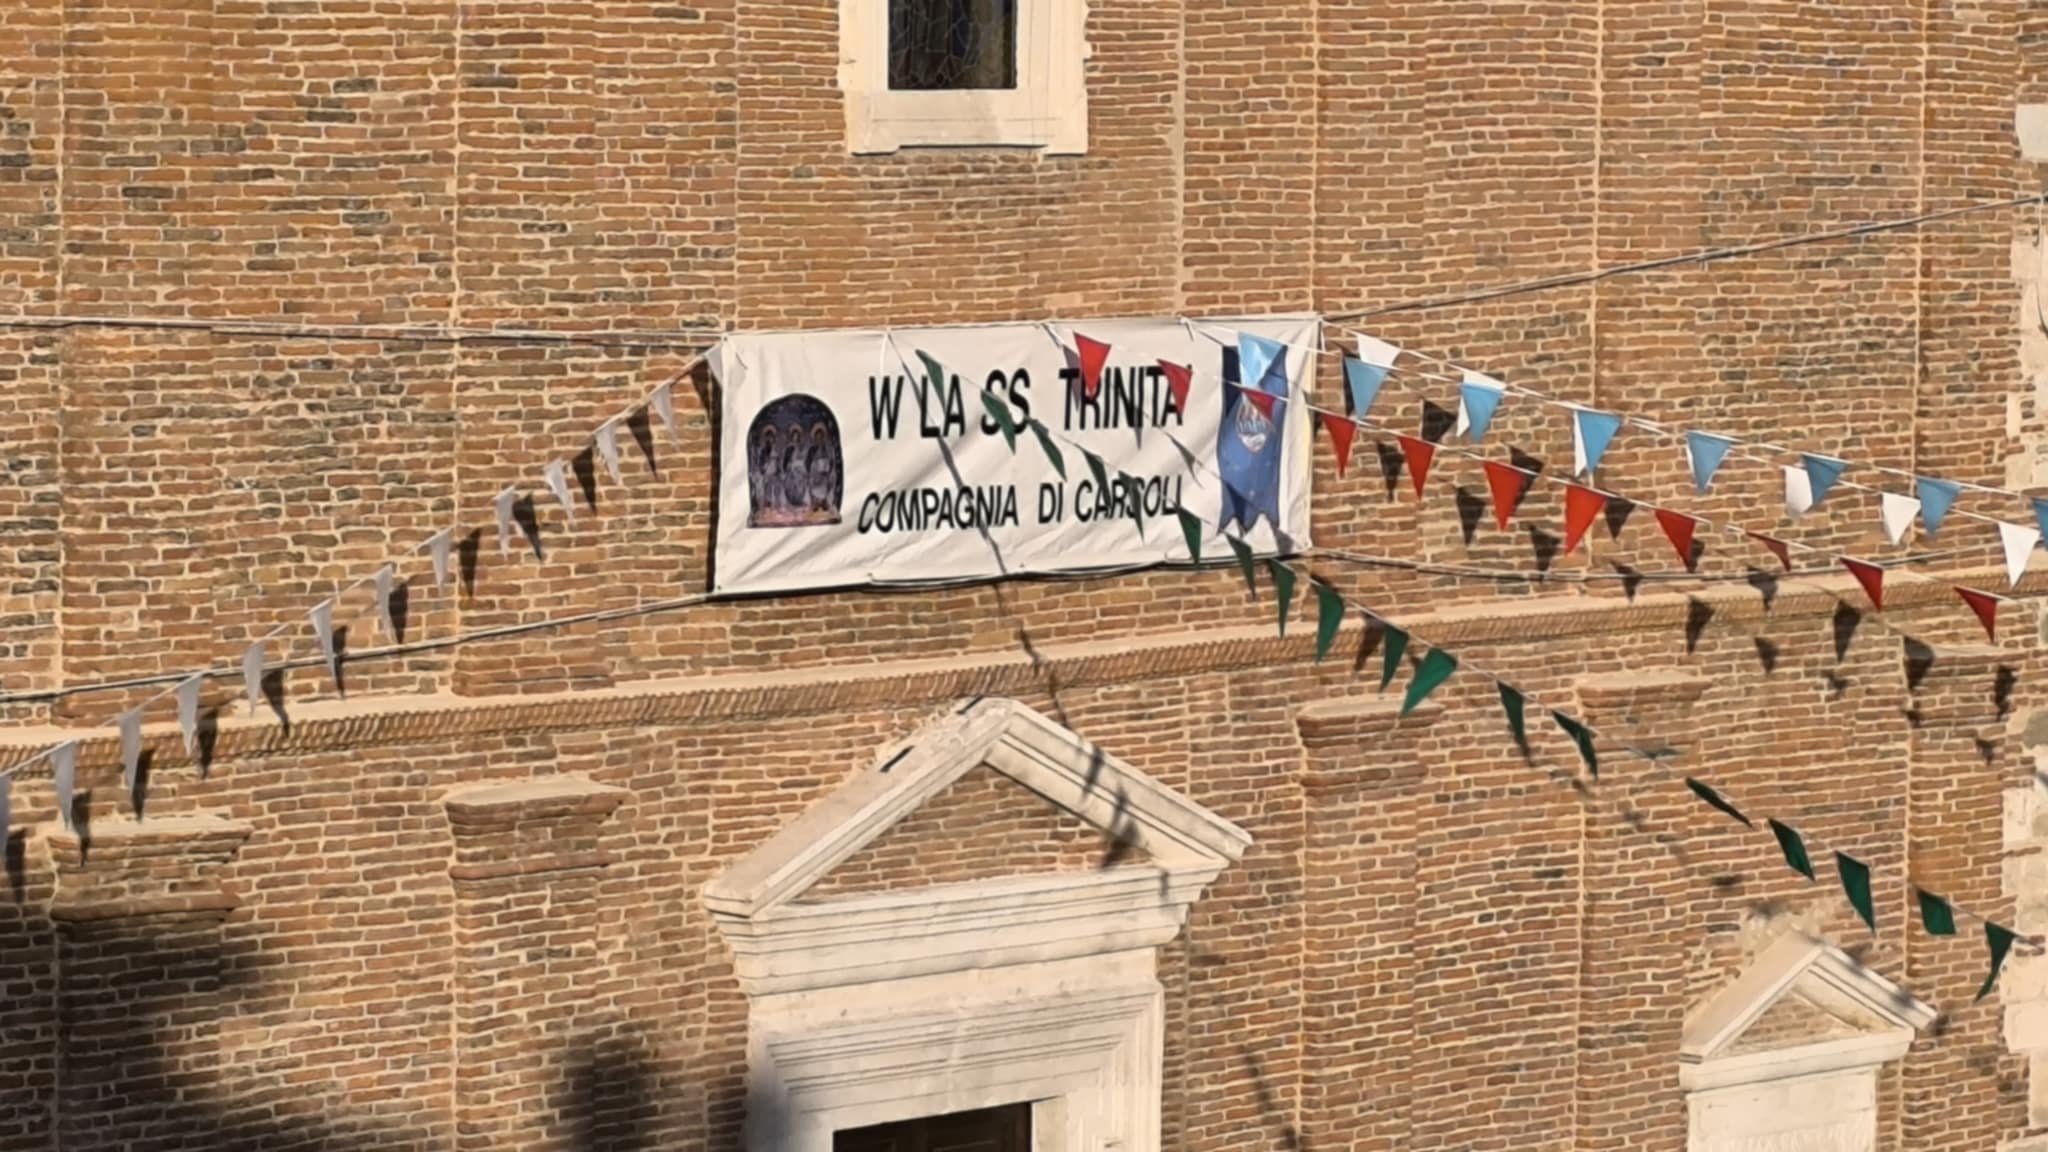 W LA SS TRINITA'
COMPAGNIA DI CARSOLI